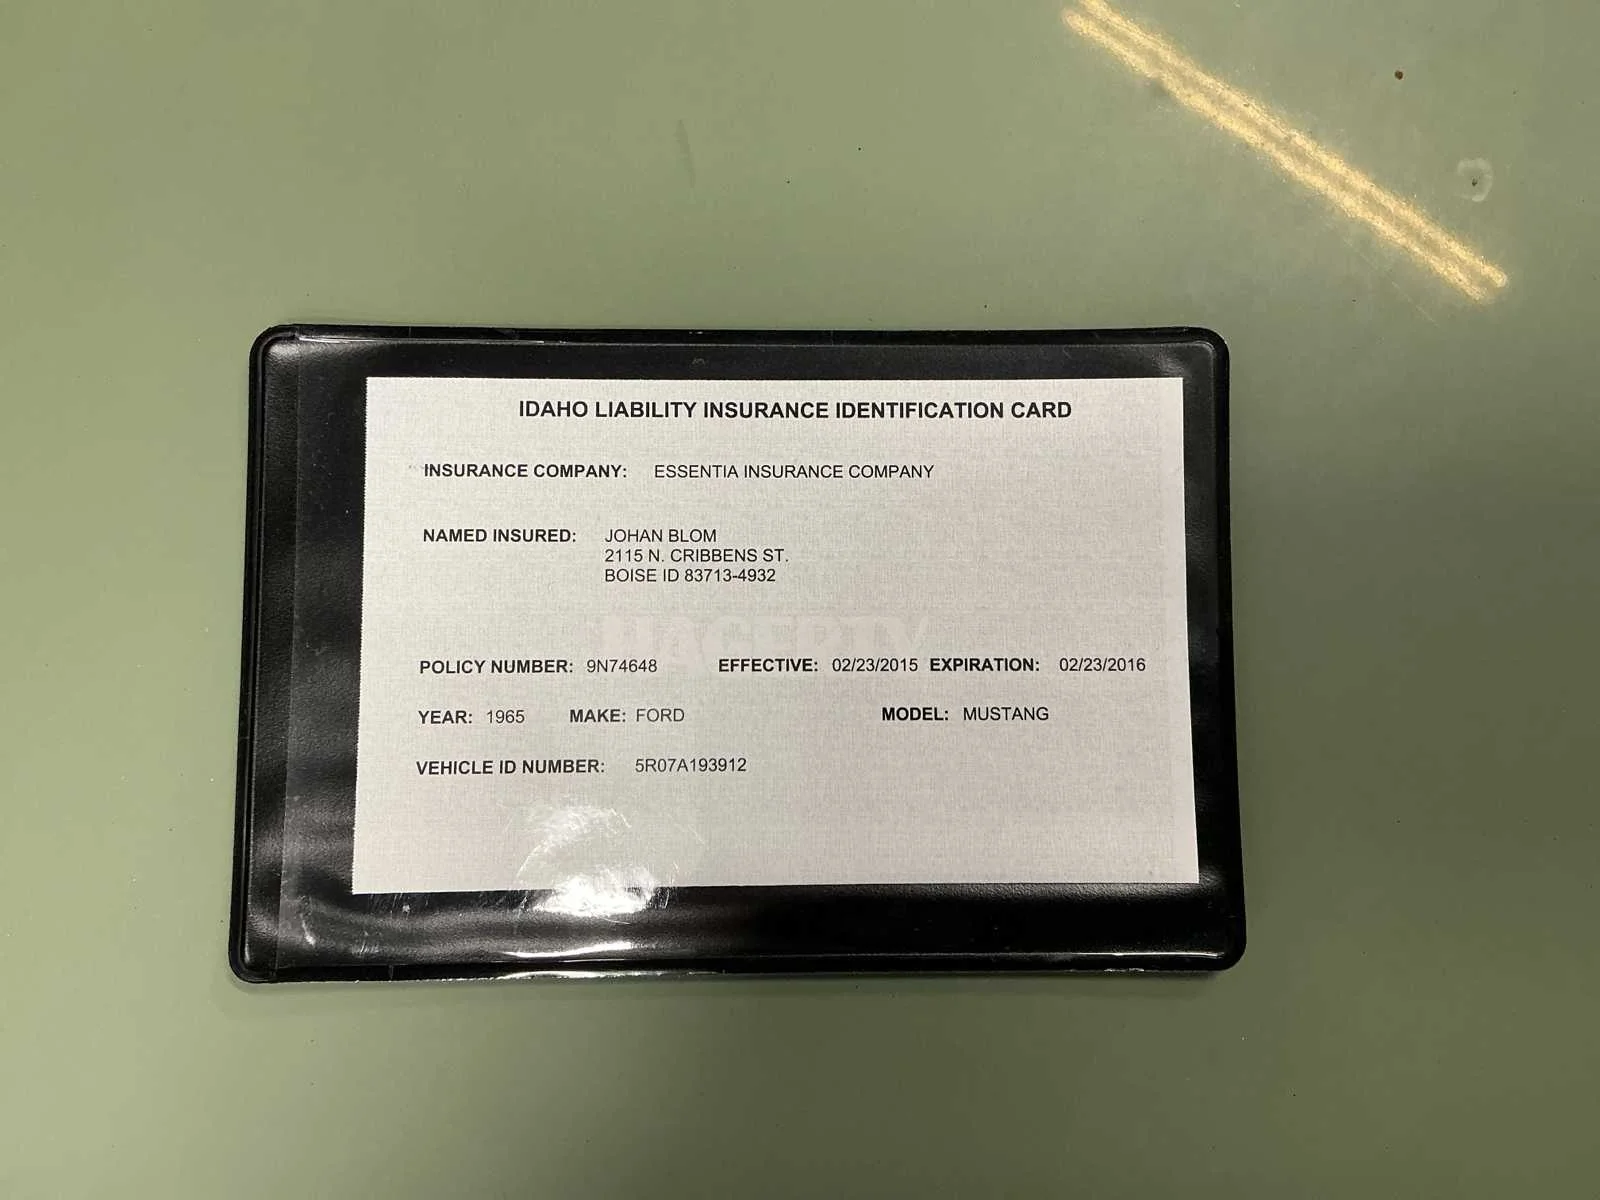 IDAHO LIABILITY INSURANCE IDENTIFICATION CARD
INSURANCE COMPANY: ESSENTIA INSURANCE COMPANY
NAMED INSURED: JOHAN BLOM
2115 N. CRIBBENS ST.
BOISE ID 83713-4932
HAGERTY
POLICY NUMBER: 9N74648 EFFECTIVE: 02/23/2015 EXPIRATION: 02/23/2016
YEAR: 1965 MAKE: FORD MODEL: MUSTANG
VEHICLE ID NUMBER: 5R07A193912